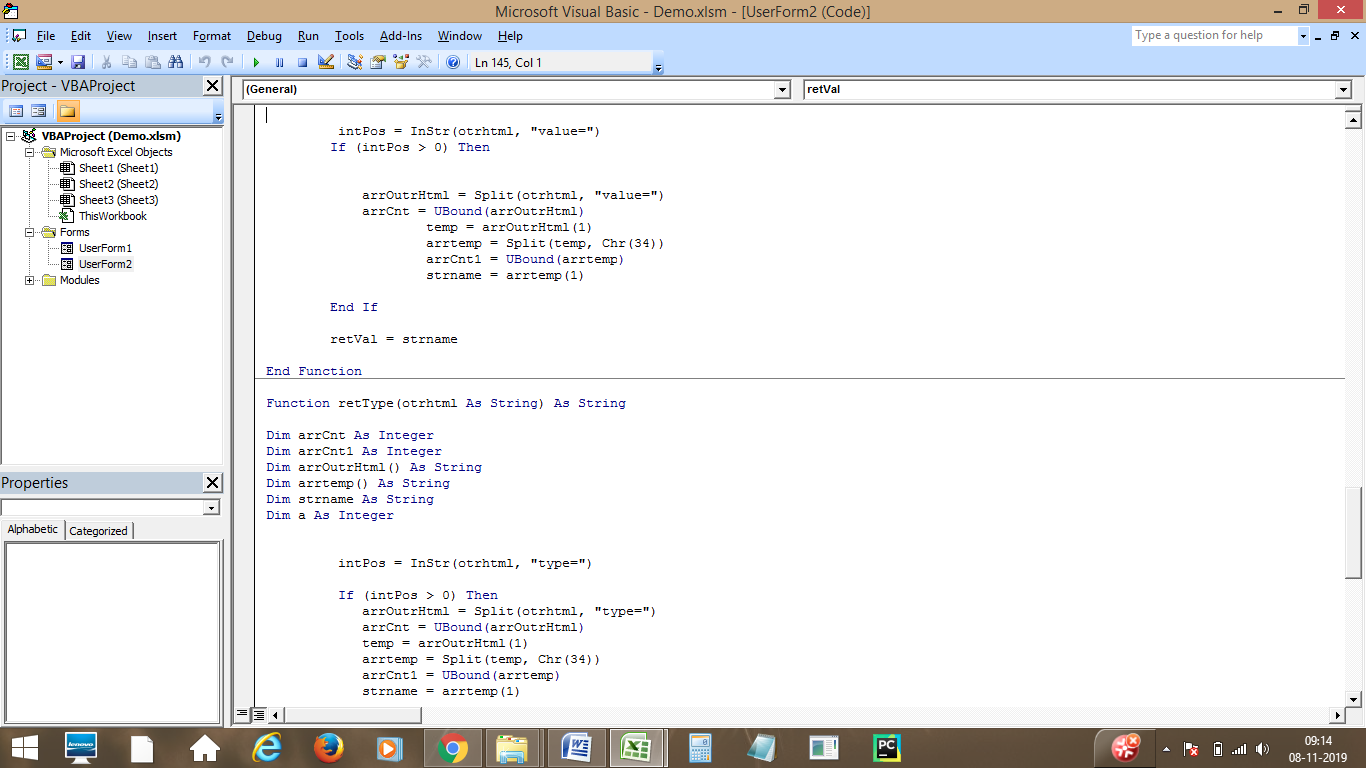 Microsoft Visual Basic - Demo.xlsm - [UserForm2 (Code)]
File Edit View Insert Format Debug Run Tools Add-Ins Window Help
Type a question for help
Ln 145, Col 1
Project - VBAProject
(General)
retVal
VBAProject (Demo.xlsm)
Microsoft Excel Objects
Sheet1 (Sheet1)
Sheet2 (Sheet2)
Sheet3 (Sheet3)
ThisWorkbook
Forms
UserForm1
UserForm2
Modules
Properties
Alphabetic Categorized
intPos = InStr(otrhtml, "value=")
If (intPos > 0) Then
arrOutrHtml = Split(otrhtml, "value=")
arrCnt = UBound(arrOutrHtml)
temp = arrOutrHtml(1)
arrtemp = Split(temp, Chr(34))
arrCnt1 = UBound(arrtemp)
strname = arrtemp(1)
End If
retVal = strname
End Function
Function retType(otrhtml As String) As String
Dim arrCnt As Integer
Dim arrCnt1 As Integer
Dim arrOutrHtml() As String
Dim arrtemp() As String
Dim strname As String
Dim a As Integer
intPos = InStr(otrhtml, "type=")
If (intPos > 0) Then
arrOutrHtml = Split(otrhtml, "type=")
arrCnt = UBound(arrOutrHtml)
temp = arrOutrHtml(1)
arrtemp = Split(temp, Chr(34))
arrCnt1 = UBound(arrtemp)
strname = arrtemp(1)
lenovo
PC
09:14
08-11-2019